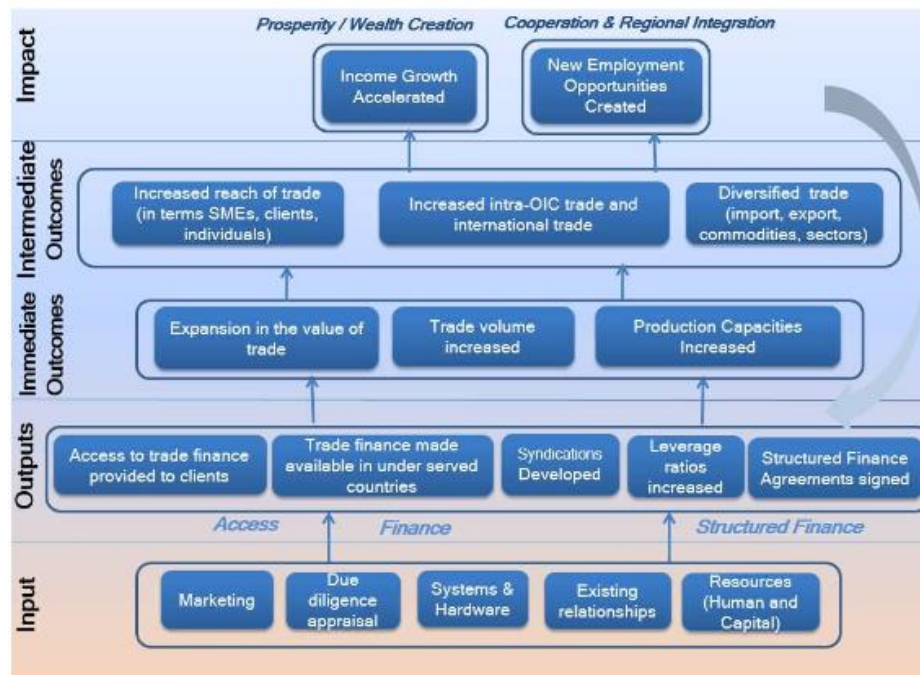 Prosperity / Wealth Creation
Cooperation & Regional Integration
Impact
Income Growth
Accelerated
New Employment
Opportunities
Created
Intermediate
Outcomes
Increased reach of trade
(in terms SMEs, clients,
individuals)
Increased intra-OIC trade and
international trade
Diversified trade
(import, export,
commodities, sectors)
Immediate
Outcomes
Expansion in the value of
trade
Trade volume
increased
Production Capacities
Increased
Outputs
Access to trade finance
provided to clients
Trade finance made
available in under served
countries
Syndications
Developed
Leverage
ratios
increased
Structured Finance
Agreements signed
Access
Finance
Structured Finance
Input
Marketing
Due
diligence
appraisal
Systems &
Hardware
Existing
relationships
Resources
(Human and
Capital)